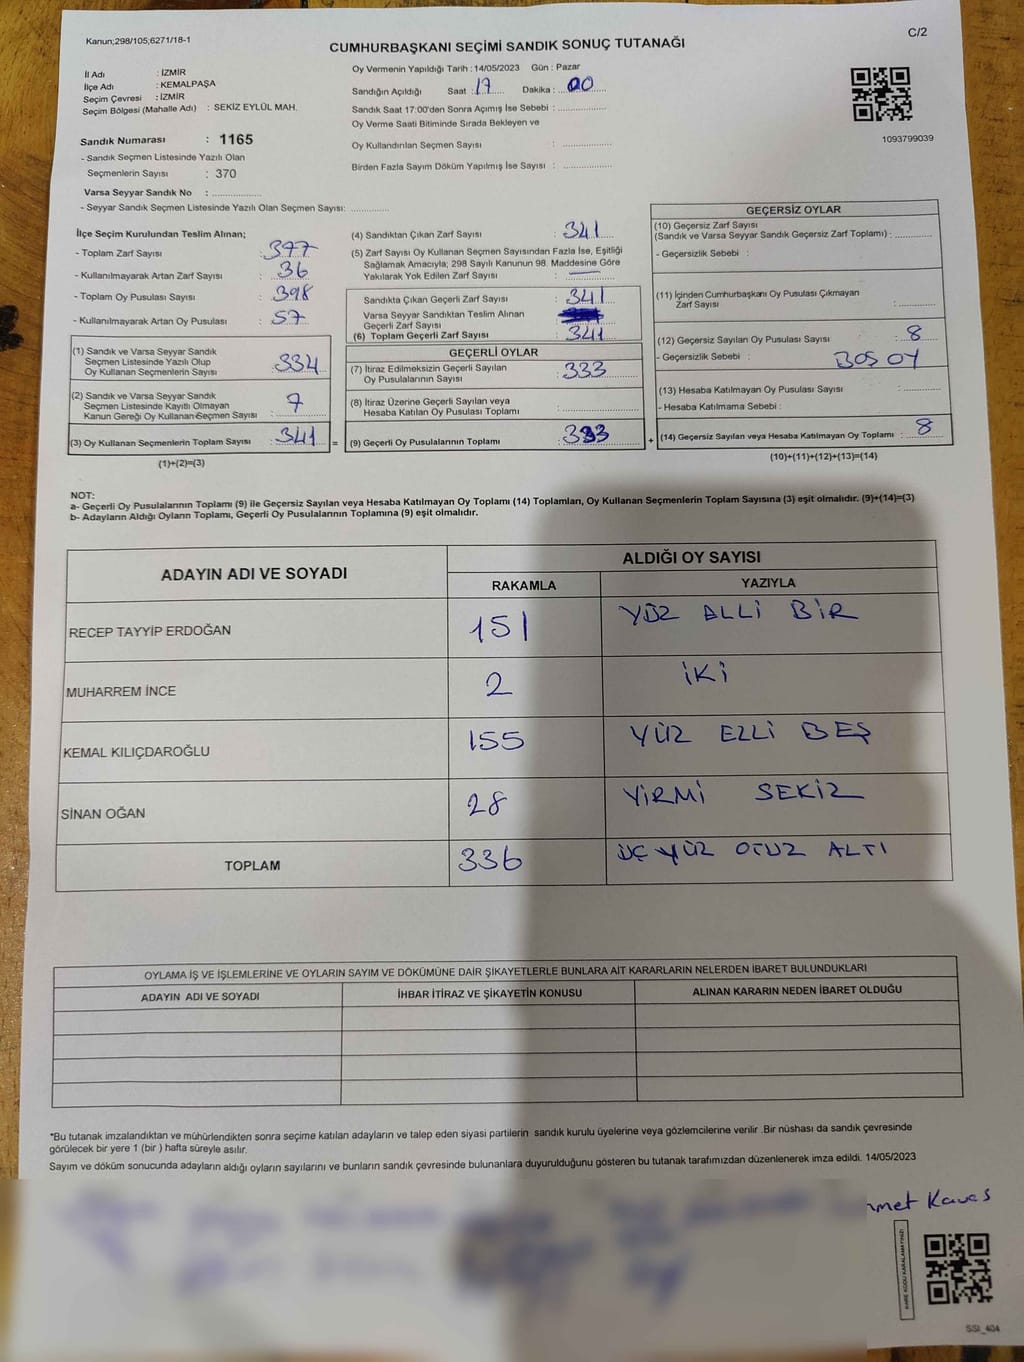 Kanun;298/105;6271/18-1
C/2
CUMHURBAŞKANI SEÇİMİ SANDIK SONUÇ TUTANAĞI
İl Adı : İZMİR
İlçe Adı : KEMALPAŞA
Seçim Çevresi : İZMİR
Seçim Bölgesi (Mahalle Adı) : SEKİZ EYLÜL MAH.
Sandık Numarası : 1165
- Sandık Seçmen Listesinde Yazılı Olan
Seçmenlerin Sayısı : 370
Varsa Seyyar Sandık No : ..............
- Seyyar Sandık Seçmen Listesinde Yazılı Olan Seçmen Sayısı: ............
Oy Vermenin Yapıldığı Tarih : 14/05/2023 Gün : Pazar
Sandığın Açıldığı Saat : 17 Dakika : 00
Sandık Saat 17:00'den Sonra Açımış İse Sebebi : ..............
Oy Verme Saati Bitiminde Sırada Bekleyen ve
Oy Kullandırılan Seçmen Sayısı : ..............
Birden Fazla Sayım Döküm Yapılmış İse Sayısı : ..............
1093799039
İlçe Seçim Kurulundan Teslim Alınan;
- Toplam Zarf Sayısı : 377
- Kullanılmayarak Artan Zarf Sayısı : 36
- Toplam Oy Pusulası Sayısı : 398
- Kullanılmayarak Artan Oy Pusulası : 57
(1) Sandık ve Varsa Seyyar Sandık
Seçmen Listesinde Yazılı Olup
Oy Kullanan Seçmenlerin Sayısı : 334
(2) Sandık ve Varsa Seyyar Sandık
Seçmen Listesinde Kayıtlı Olmayan
Kanun Gereği Oy Kullanan Seçmen Sayısı : 7
(3) Oy Kullanan Seçmenlerin Toplam Sayısı : 341 =
(1)+(2)=(3)
(4) Sandıktan Çıkan Zarf Sayısı : 341
(5) Zarf Sayısı Oy Kullanan Seçmen Sayısından Fazla İse, Eşitliği
Sağlamak Amacıyla; 298 Sayılı Kanunun 98. Maddesine Göre
Yakılarak Yok Edilen Zarf Sayısı : —
Sandıkta Çıkan Geçerli Zarf Sayısı : 341
Varsa Seyyar Sandıktan Teslim Alınan
Geçerli Zarf Sayısı :
(6) Toplam Geçerli Zarf Sayısı : 341
GEÇERLİ OYLAR
(7) İtiraz Edilmeksizin Geçerli Sayılan
Oy Pusulalarının Sayısı : 333
(8) İtiraz Üzerine Geçerli Sayılan veya
Hesaba Katılan Oy Pusulası Toplamı : ..............
(9) Geçerli Oy Pusulalarının Toplamı : 333 +
GEÇERSİZ OYLAR
(10) Geçersiz Zarf Sayısı
(Sandık ve Varsa Seyyar Sandık Geçersiz Zarf Toplamı) : ............
- Geçersizlik Sebebi :
(11) İçinden Cumhurbaşkanı Oy Pusulası Çıkmayan
Zarf Sayısı : ............
(12) Geçersiz Sayılan Oy Pusulası Sayısı : 8
- Geçersizlik Sebebi : BOŞ OY
(13) Hesaba Katılmayan Oy Pusulası Sayısı : ............
- Hesaba Katılmama Sebebi :
(14) Geçersiz Sayılan veya Hesaba Katılmayan Oy Toplamı : 8
(10)+(11)+(12)+(13)=(14)
NOT:
a- Geçerli Oy Pusulalarının Toplamı (9) ile Geçersiz Sayılan veya Hesaba Katılmayan Oy Toplamı (14) Toplamları, Oy Kullanan Seçmenlerin Toplam Sayısına (3) eşit olmalıdır. (9)+(14)=(3)
b- Adayların Aldığı Oyların Toplamı, Geçerli Oy Pusulalarının Toplamına (9) eşit olmalıdır.
ADAYIN ADI VE SOYADI
ALDIĞI OY SAYISI
RAKAMLA YAZIYLA
RECEP TAYYİP ERDOĞAN 151 YÜZ ELLİ BİR
MUHARREM İNCE 2 İKİ
KEMAL KILIÇDAROĞLU 155 YÜZ ELLİ BEŞ
SİNAN OĞAN 28 YİRMİ SEKİZ
TOPLAM 336 ÜÇ YÜZ OTUZ ALTI
OYLAMA İŞ VE İŞLEMLERİNE VE OYLARIN SAYIM VE DÖKÜMÜNE DAİR ŞİKAYETLERLE BUNLARA AİT KARARLARIN NELERDEN İBARET BULUNDUKLARI
ADAYIN ADI VE SOYADI İHBAR İTİRAZ VE ŞİKAYETİN KONUSU ALINAN KARARIN NEDEN İBARET OLDUĞU
*Bu tutanak imzalandıktan ve mühürlendikten sonra seçime katılan adayların ve talep eden siyasi partilerin sandık kurulu üyelerine veya gözlemcilerine verilir .Bir nüshası da sandık çevresinde
görülecek bir yere 1 (bir ) hafta süreyle asılır.
Sayım ve döküm sonucunda adayların aldığı oyların sayılarını ve bunların sandık çevresinde bulunanlara duyurulduğunu gösteren bu tutanak tarafımızdan düzenlenerek imza edildi. 14/05/2023
KARE KODU KARALAMAYINIZ!
SSI_404